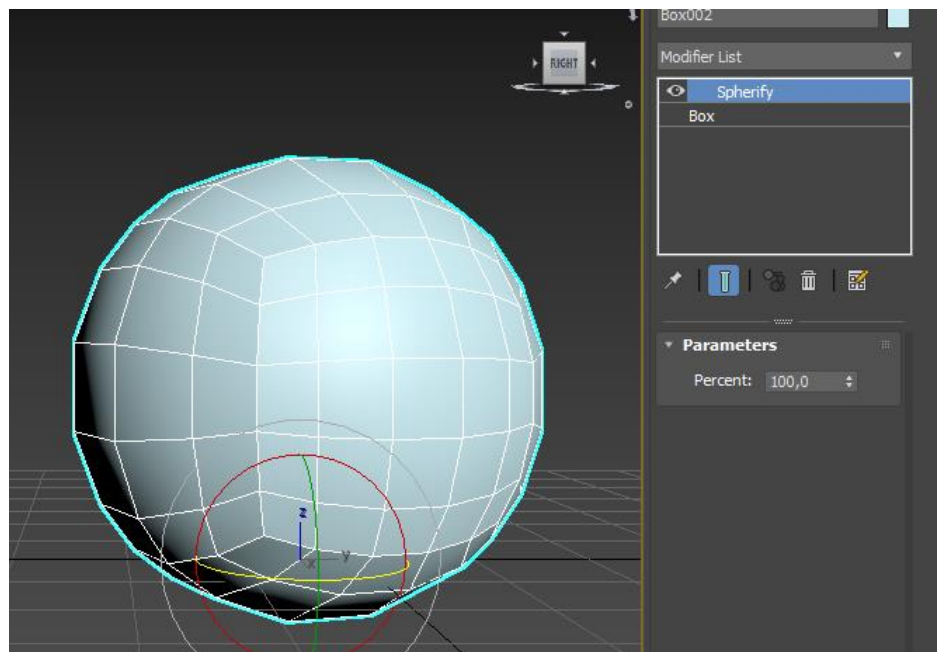 Box002
RIGHT
Modifier List
Spherify
Box
Parameters
Percent: 100,0
z
y
x